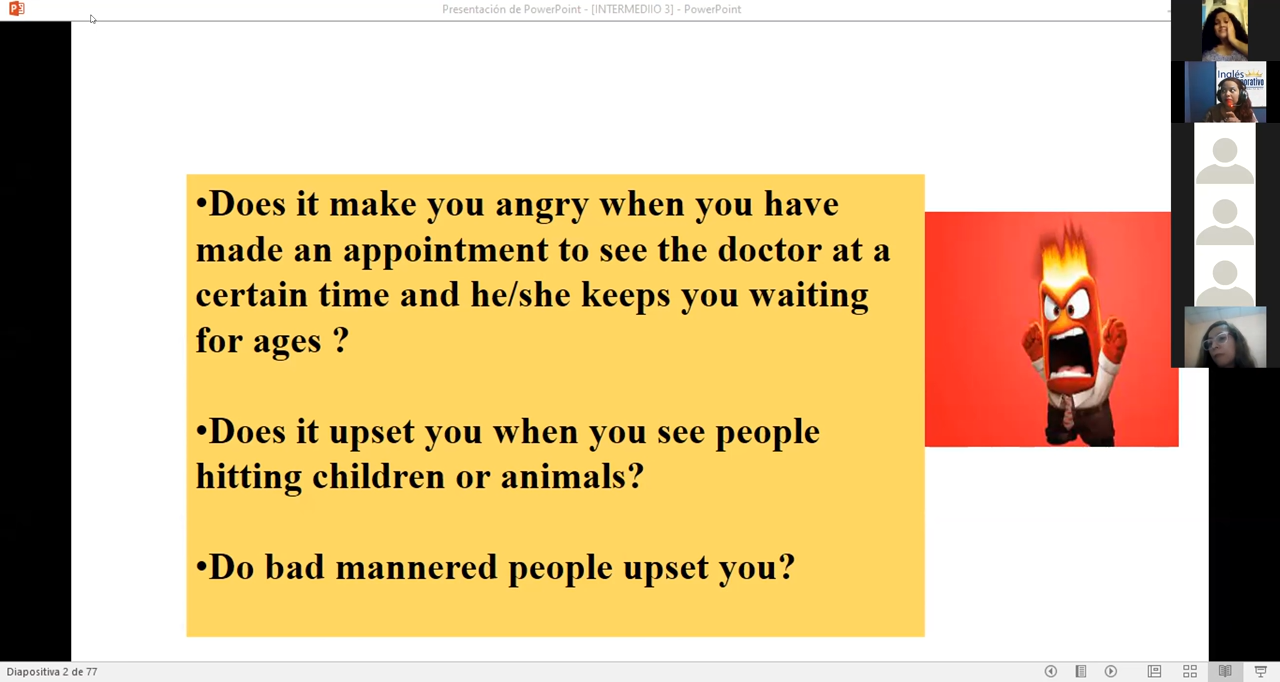 Presentación de PowerPoint - [INTERMEDIIO 3] - PowerPoint
Inglés
•Does it make you angry when you have
made an appointment to see the doctor at a
certain time and he/she keeps you waiting
for ages ?
•Does it upset you when you see people
hitting children or animals?
•Do bad mannered people upset you?
Diapositiva 2 de 77